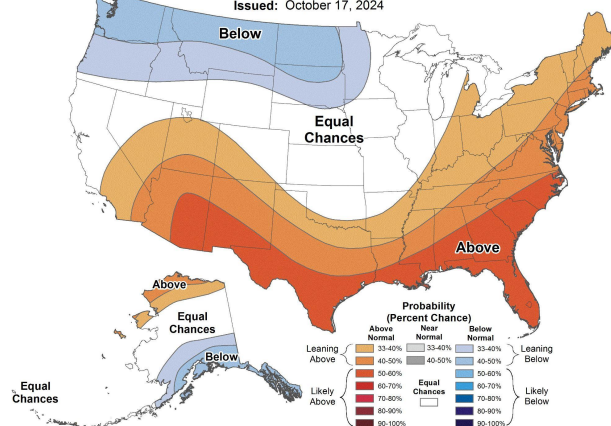 Issued: October 17, 2024
Below
Equal
Chances
Above
Above
Equal
Chances
Below
Equal
Chances
Probability
(Percent Chance)
Above
Normal
Near
Normal
Below
Normal
Leaning
Above
33-40%
40-50%
33-40%
40-50%
33-40%
40-50%
Leaning
Below
Likely
Above
50-60%
60-70%
70-80%
80-90%
90-100%
Equal
Chances
50-60%
60-70%
70-80%
80-90%
90-100%
Likely
Below